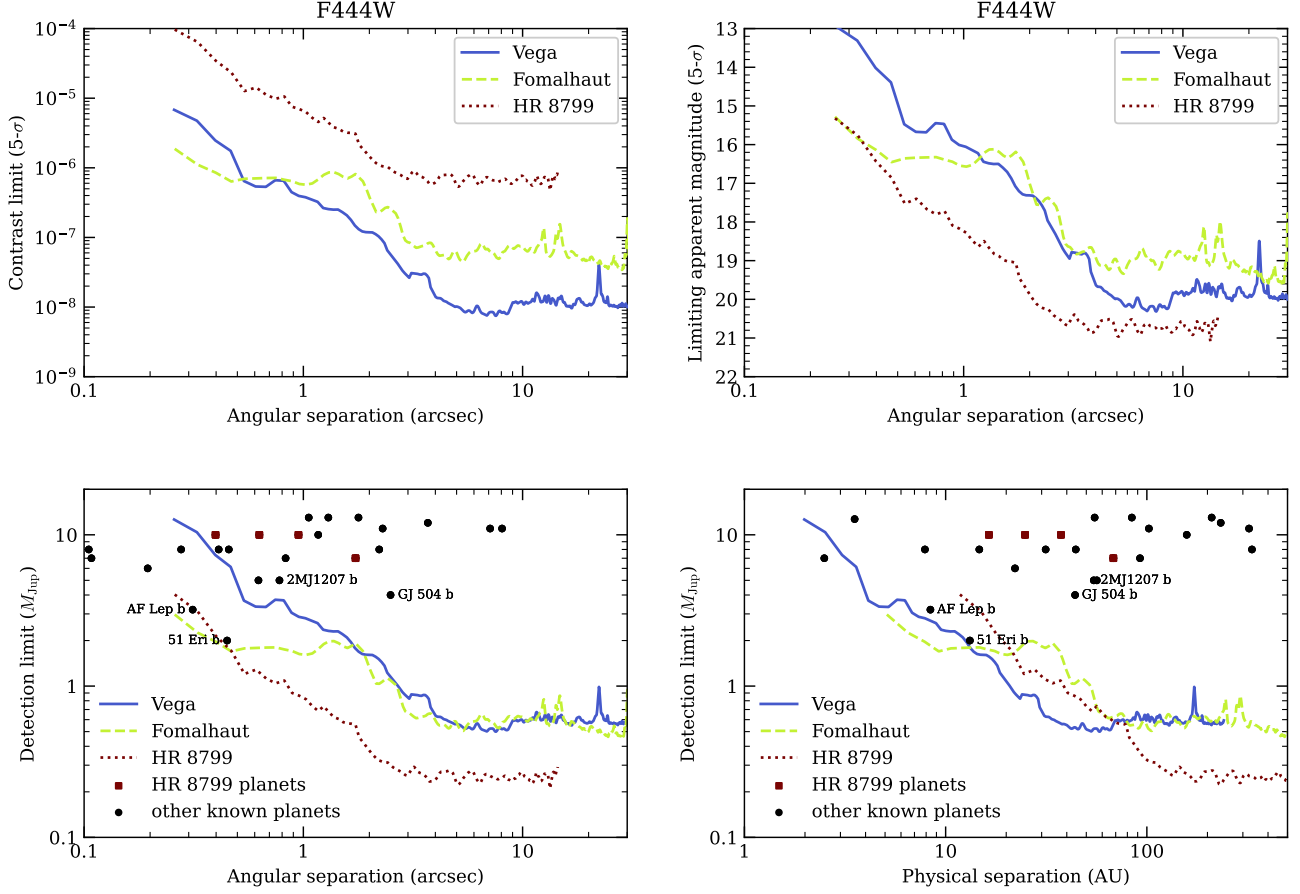 F444W
10⁻⁴
10⁻⁵
10⁻⁶
10⁻⁷
10⁻⁸
10⁻⁹
Contrast limit (5-σ)
Vega
Fomalhaut
HR 8799
0.1
1
10
Angular separation (arcsec)
F444W
13
14
15
16
17
18
19
20
21
22
Limiting apparent magnitude (5-σ)
Vega
Fomalhaut
HR 8799
0.1
1
10
Angular separation (arcsec)
10
1
0.1
Detection limit (M_Jup)
2MJ1207 b
GJ 504 b
AF Lep b
51 Eri b
Vega
Fomalhaut
HR 8799
HR 8799 planets
other known planets
0.1
1
10
Angular separation (arcsec)
10
1
0.1
Detection limit (M_Jup)
2MJ1207 b
GJ 504 b
AF Lep b
51 Eri b
Vega
Fomalhaut
HR 8799
HR 8799 planets
other known planets
1
10
100
Physical separation (AU)